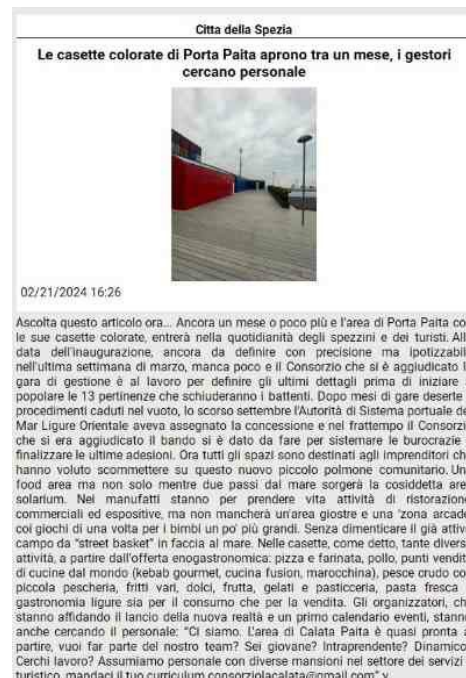 Citta della Spezia
Le casette colorate di Porta Paita aprono tra un mese, i gestori
cercano personale
02/21/2024 16:26
Ascolta questo articolo ora... Ancora un mese o poco più e l'area di Porta Paita co
le sue casette colorate, entrerà nella quotidianità degli spezzini e dei turisti. All
data dell'inaugurazione, ancora da definire con precisione ma ipotizzabil
nell'ultima settimana di marzo, manca poco e il Consorzio che si è aggiudicato l
gara di gestione è al lavoro per definire gli ultimi dettagli prima di iniziare
popolare le 13 pertinenze che schiuderanno i battenti. Dopo mesi di gare deserte
procedimenti caduti nel vuoto, lo scorso settembre l'Autorità di Sistema portuale de
Mar Ligure Orientale aveva assegnato la concessione e nel frattempo il Consorzi
che si era aggiudicato il bando si è dato da fare per sistemare le burocrazie
finalizzare le ultime adesioni. Ora tutti gli spazi sono destinati agli imprenditori ch
hanno voluto scommettere su questo nuovo piccolo polmone comunitario. Un
food area ma non solo mentre due passi dal mare sorgerà la cosiddetta are
solarium. Nei manufatti stanno per prendere vita attività di ristorazione
commerciali ed espositive, ma non mancherà un'area giostre e una 'zona arcade
coi giochi di una volta per i bimbi un po' più grandi. Senza dimenticare il già attiv
campo da "street basket" in faccia al mare. Nelle casette, come detto, tante divers
attività, a partire dall'offerta enogastronomica: pizza e farinata, pollo, punti vendit
di cucine dal mondo (kebab gourmet, cucina fusion, marocchina), pesce crudo co
piccola pescheria, fritti vari, dolci, frutta, gelati e pasticceria, pasta fresca
gastronomia ligure sia per il consumo che per la vendita. Gli organizzatori, ch
stanno affidando il lancio della nuova realtà e un primo calendario eventi, stann
anche cercando il personale: "Ci siamo. L'area di Calata Paita è quasi pronta a
partire, vuoi far parte del nostro team? Sei giovane? Intraprendente? Dinamico
Cerchi lavoro? Assumiamo personale con diverse mansioni nel settore dei servizi
turistico, mandaci il tuo curriculum consorziolacalata@gmail.com" v